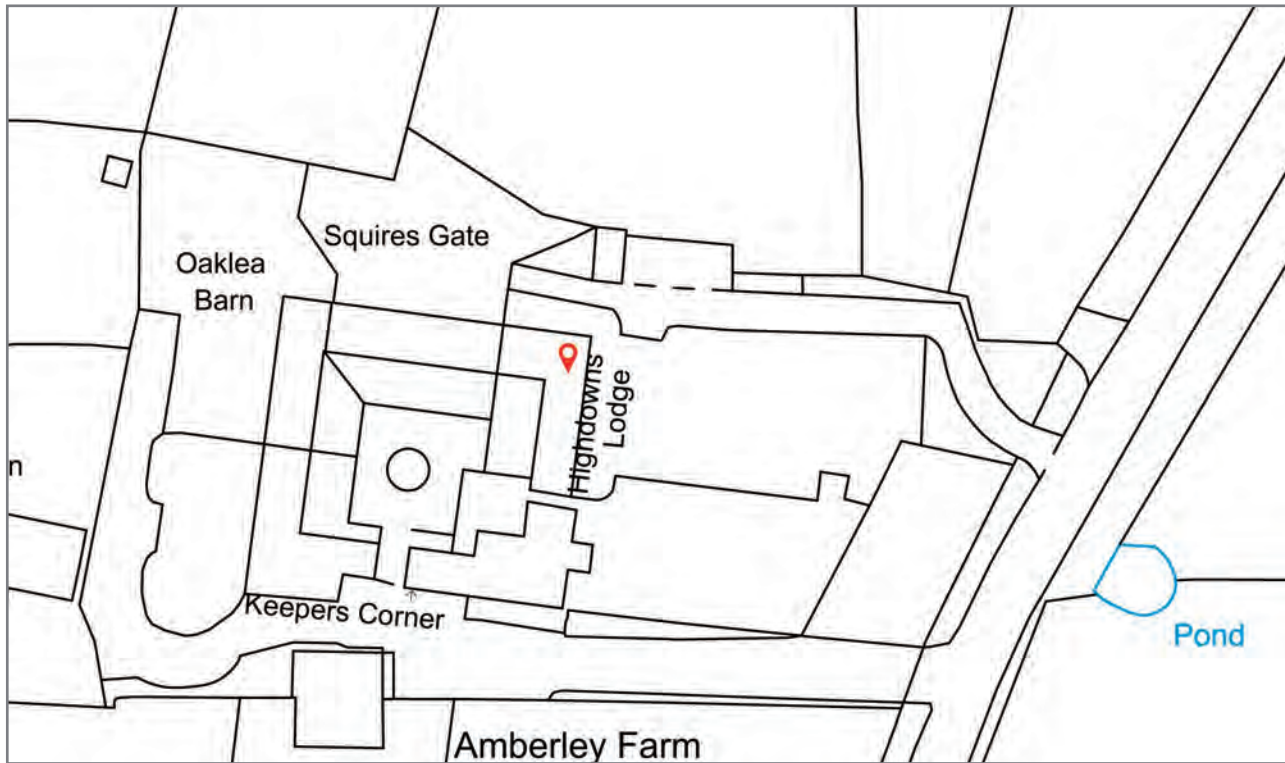 Squires Gate
Oaklea
Barn
Highdowns
Lodge
n
Keepers Corner
Pond
Amberley Farm